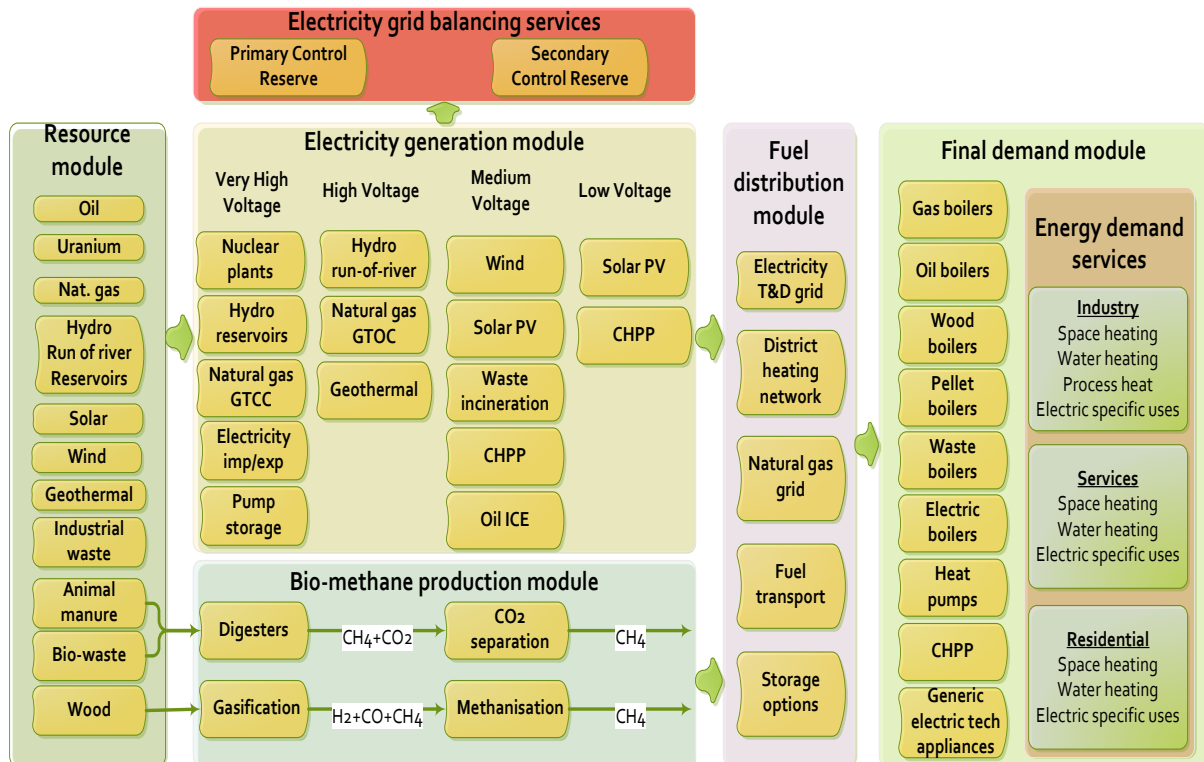 Electricity grid balancing services
Primary Control
Reserve
Secondary
Control Reserve
Resource
module
Oil
Uranium
Nat. gas
Hydro
Run of river
Reservoirs
Solar
Wind
Geothermal
Industrial
waste
Animal
manure
Bio-waste
Wood
Electricity generation module
Very High
Voltage
Nuclear
plants
Hydro
reservoirs
Natural gas
GTCC
Electricity
imp/exp
Pump
storage
High Voltage
Hydro
run-of-river
Natural gas
GTOC
Geothermal
Medium
Voltage
Wind
Solar PV
Waste
incineration
CHPP
Oil ICE
Low Voltage
Solar PV
CHPP
Bio-methane production module
Digesters
CH4+CO2
CO2
separation
CH4
Gasification
H2+CO+CH4
Methanisation
CH4
Fuel
distribution
module
Electricity
T&D grid
District
heating
network
Natural gas
grid
Fuel
transport
Storage
options
Final demand module
Gas boilers
Oil boilers
Wood
boilers
Pellet
boilers
Waste
boilers
Electric
boilers
Heat
pumps
CHPP
Generic
electric tech
appliances
Energy demand
services
Industry
Space heating
Water heating
Process heat
Electric specific uses
Services
Space heating
Water heating
Electric specific uses
Residential
Space heating
Water heating
Electric specific uses